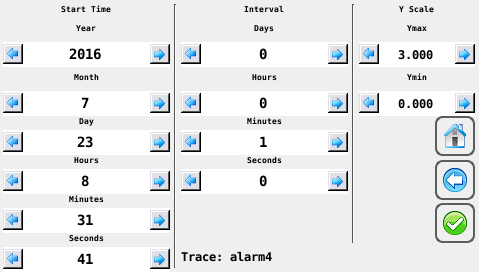 Start Time
Year
2016
Month
7
Day
23
Hours
8
Minutes
31
Seconds
41
Interval
Days
0
Hours
0
Minutes
1
Seconds
0
Trace: alarm4
Y Scale
Ymax
3.000
Ymin
0.000